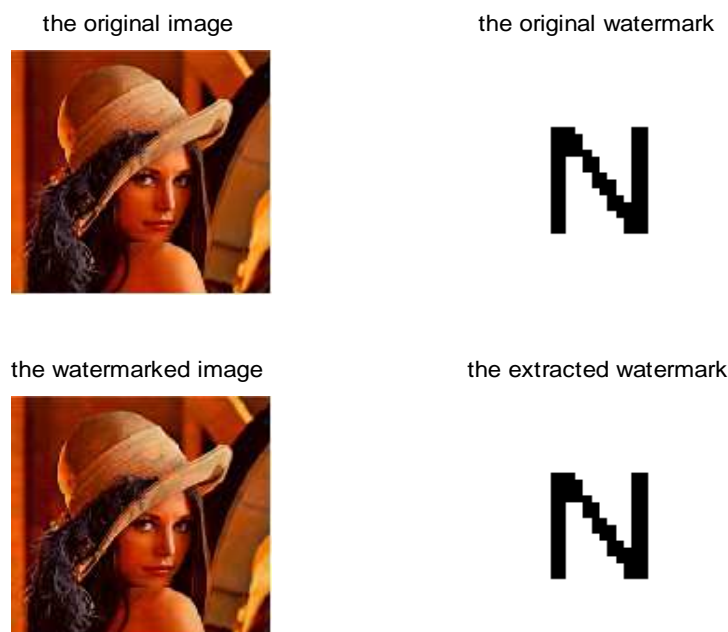 the original image
the original watermark
N
the watermarked image
the extracted watermark
N